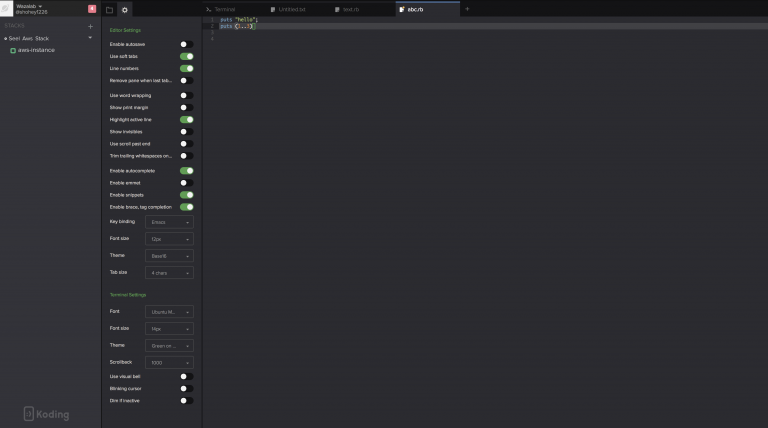 Weaslab
@shohey1226
STACKS
Seei Aws Stack
aws-instance
Koding
Editor Settings
Enable autosave
Use soft tabs
Line numbers
Remove pane when last tab...
Use word wrapping
Show print margin
Highlight active line
Show invisibles
Use scroll past end
Trim trailing whitespaces on...
Enable autocomplete
Enable emmet
Enable snippets
Enable brace, tag completion
Key binding Emacs
Font size 12px
Theme Base16
Tab size 4 chars
Terminal Settings
Font Ubuntu M...
Font size 14px
Theme Green on ...
Scrollback 1000
Use visual bell
Blinking cursor
Dim if inactive
Terminal Untitled.txt test.rb abc.rb
1 puts "hello";
2 puts (1..3)
3
4